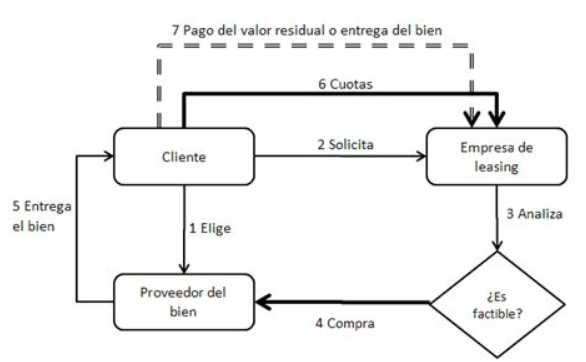 7 Pago del valor residual o entrega del bien
6 Cuotas
Cliente
2 Solicita
Empresa de
leasing
5 Entrega
el bien
1 Elige
3 Analiza
Proveedor del
bien
4 Compra
¿Es
factible?